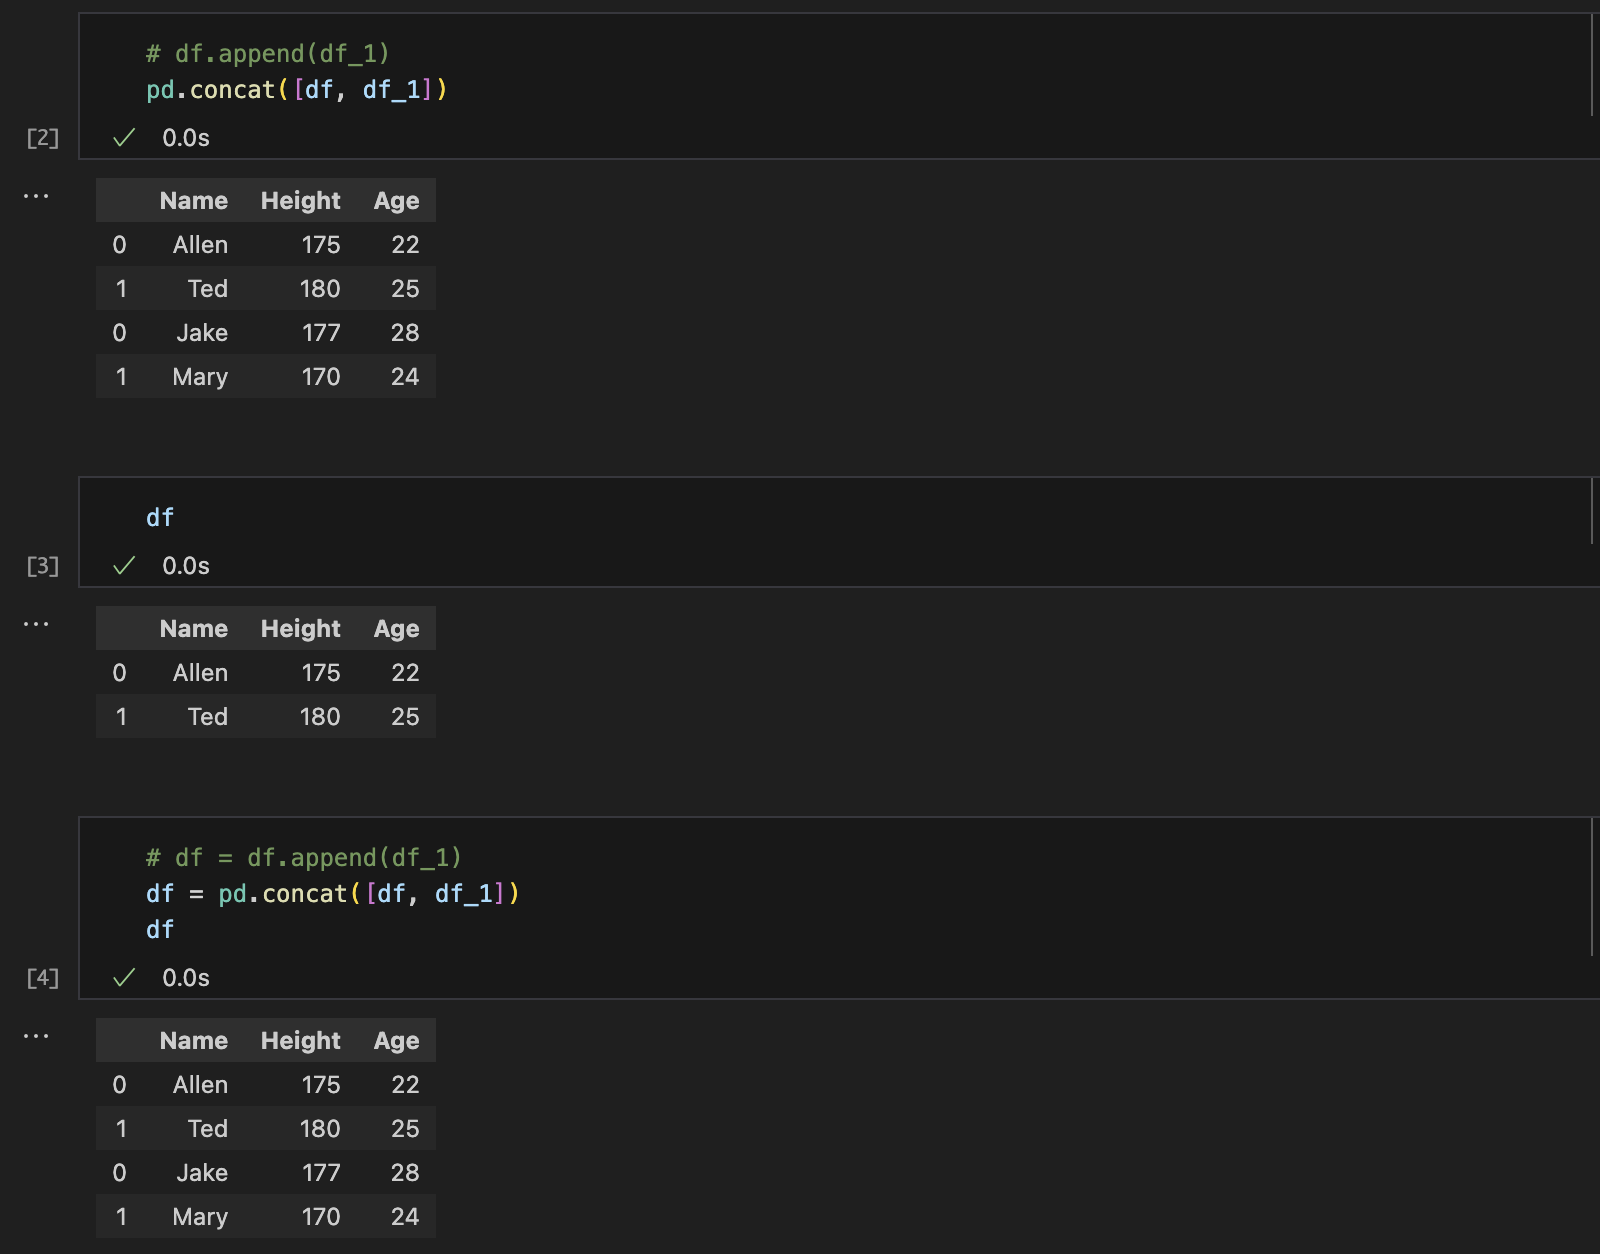 # df.append(df_1)
pd.concat([df, df_1])
[2] ✓ 0.0s
...
Name Height Age
0 Allen 175 22
1 Ted 180 25
0 Jake 177 28
1 Mary 170 24
df
[3] ✓ 0.0s
...
Name Height Age
0 Allen 175 22
1 Ted 180 25
# df = df.append(df_1)
df = pd.concat([df, df_1])
df
[4] ✓ 0.0s
...
Name Height Age
0 Allen 175 22
1 Ted 180 25
0 Jake 177 28
1 Mary 170 24